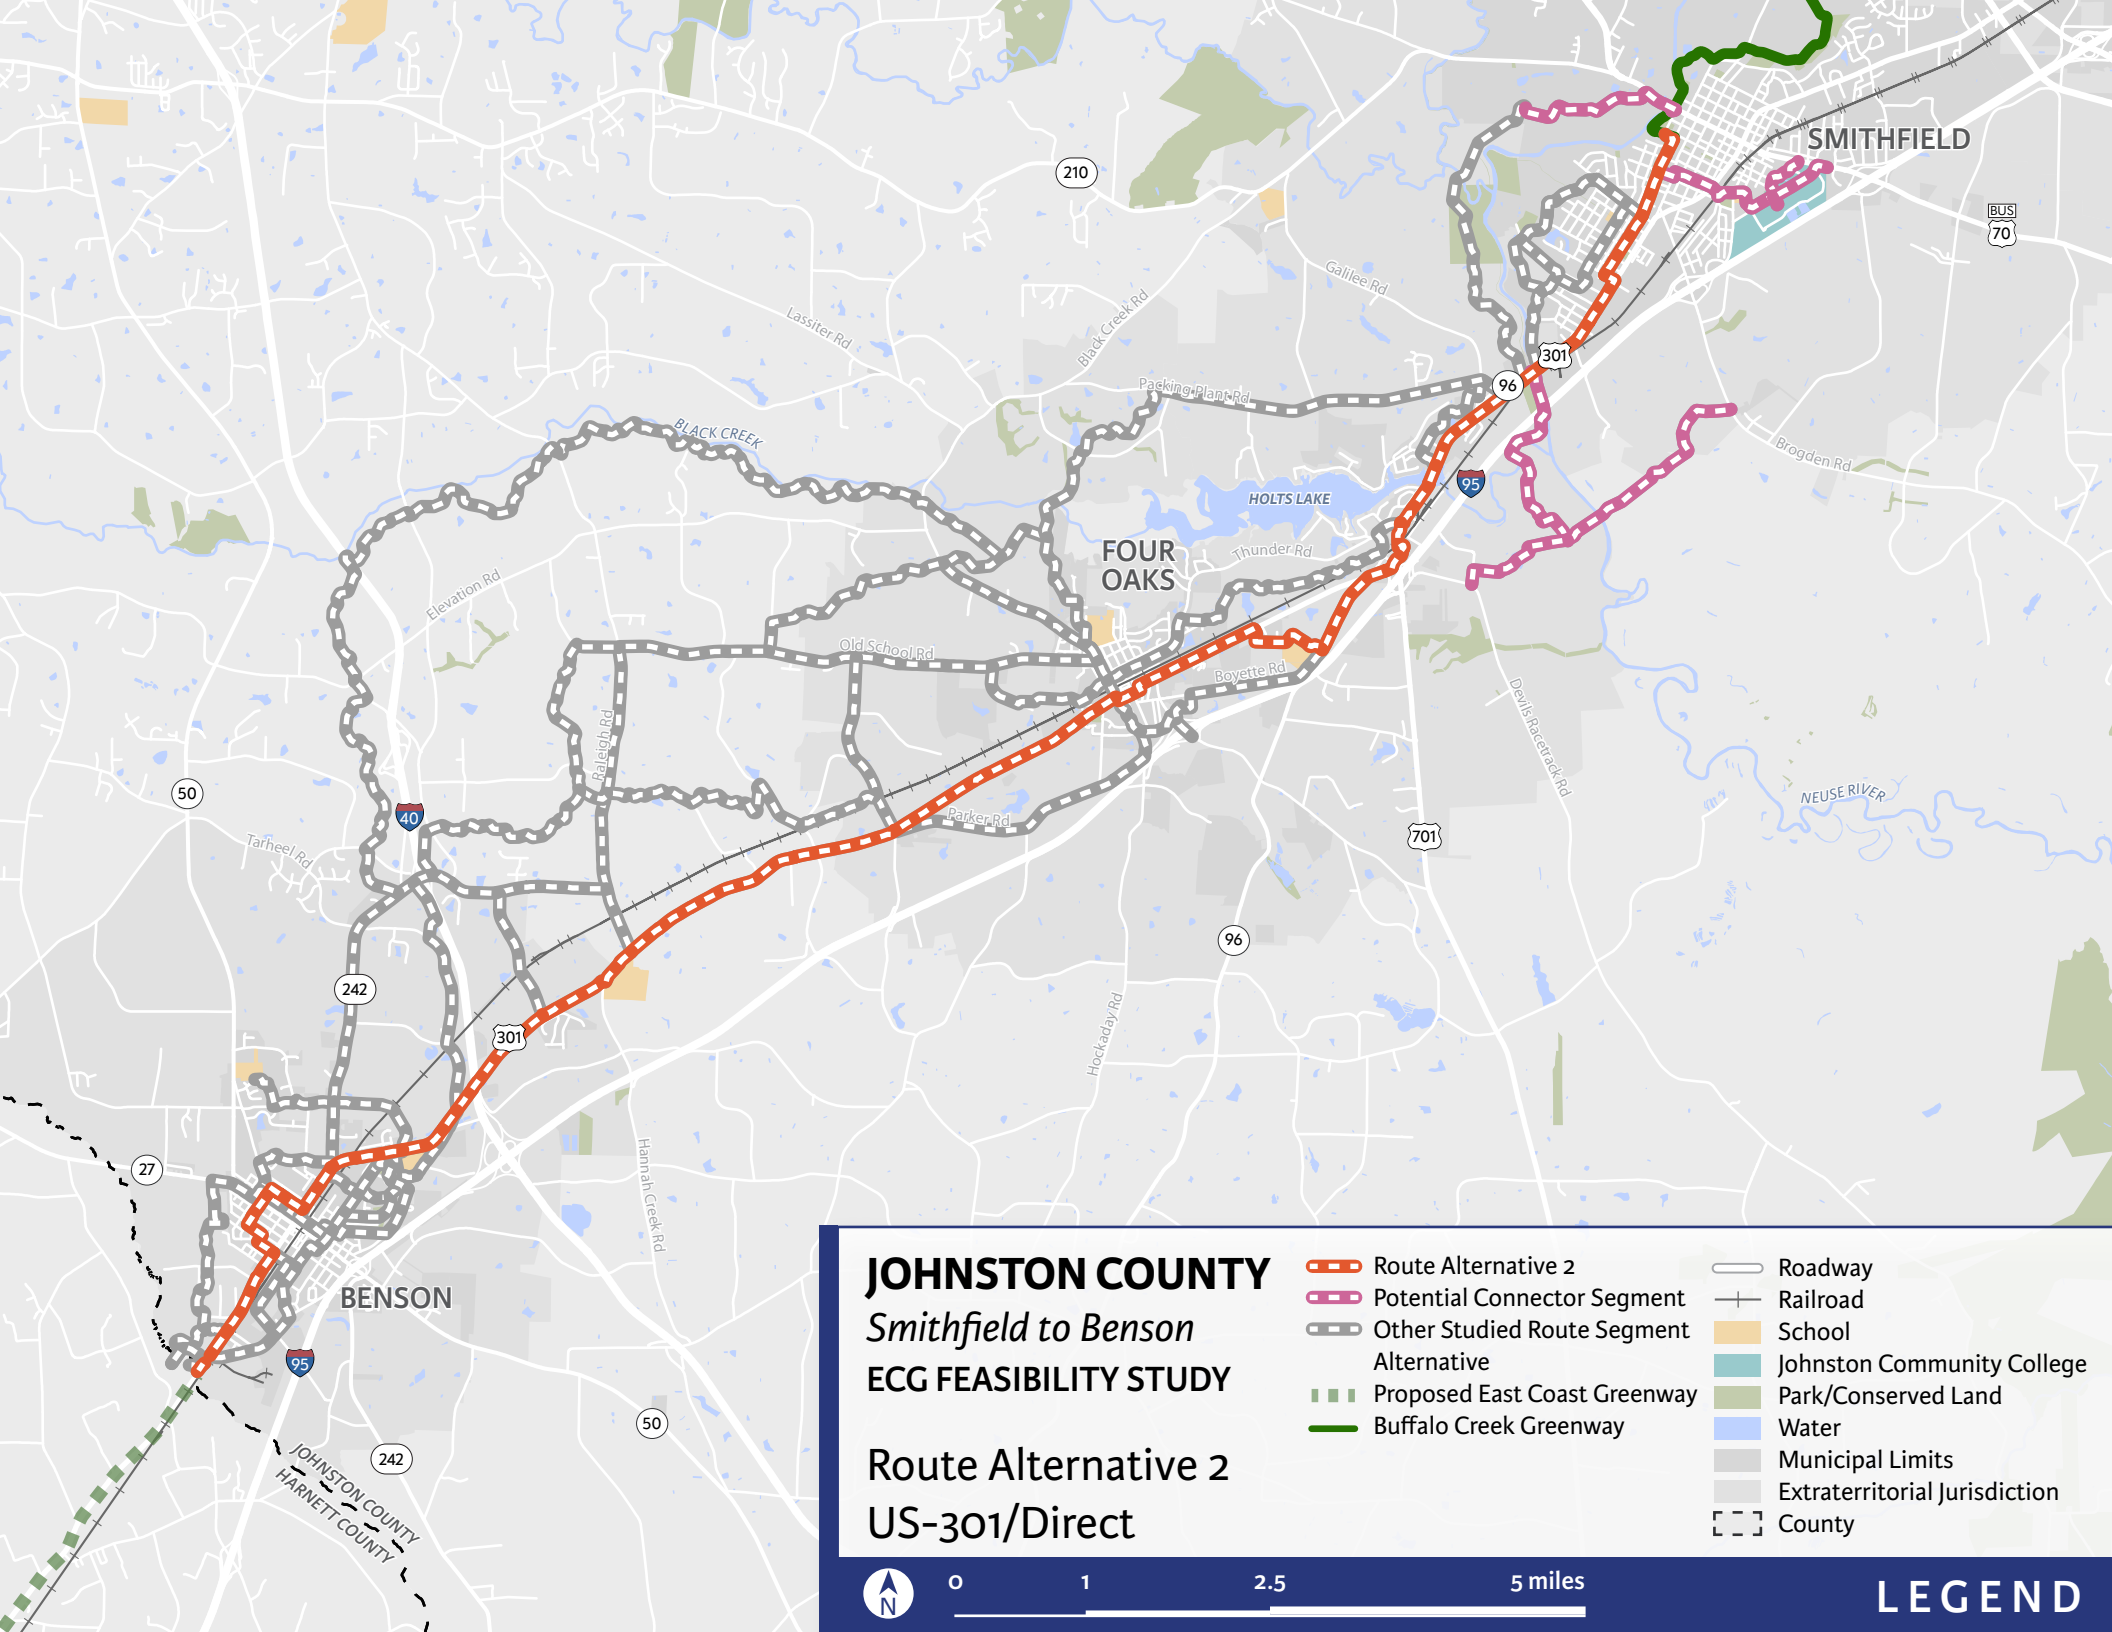 SMITHFIELD
210
BUS
70
Galilee Rd
Lassiter Rd
Black Creek Rd
301
96
Packing Plant Rd
BLACK CREEK
Brogden Rd
95
HOLTS LAKE
FOUR
OAKS
Thunder Rd
Elevation Rd
Old School Rd
Boyette Rd
Devils Racetrack Rd
Raleigh Rd
50
40
NEUSE RIVER
Parker Rd
701
Tarheel Rd
96
242
301
Hockaday Rd
27
Hannah Creek Rd
BENSON
95
50
242
JOHNSTON COUNTY
HARNETT COUNTY
JOHNSTON COUNTY
Smithfield to Benson
ECG FEASIBILITY STUDY
Route Alternative 2
US-301/Direct
Route Alternative 2
Potential Connector Segment
Other Studied Route Segment
Alternative
Proposed East Coast Greenway
Buffalo Creek Greenway
Roadway
Railroad
School
Johnston Community College
Park/Conserved Land
Water
Municipal Limits
Extraterritorial Jurisdiction
County
N
0 1 2.5 5 miles
LEGEND